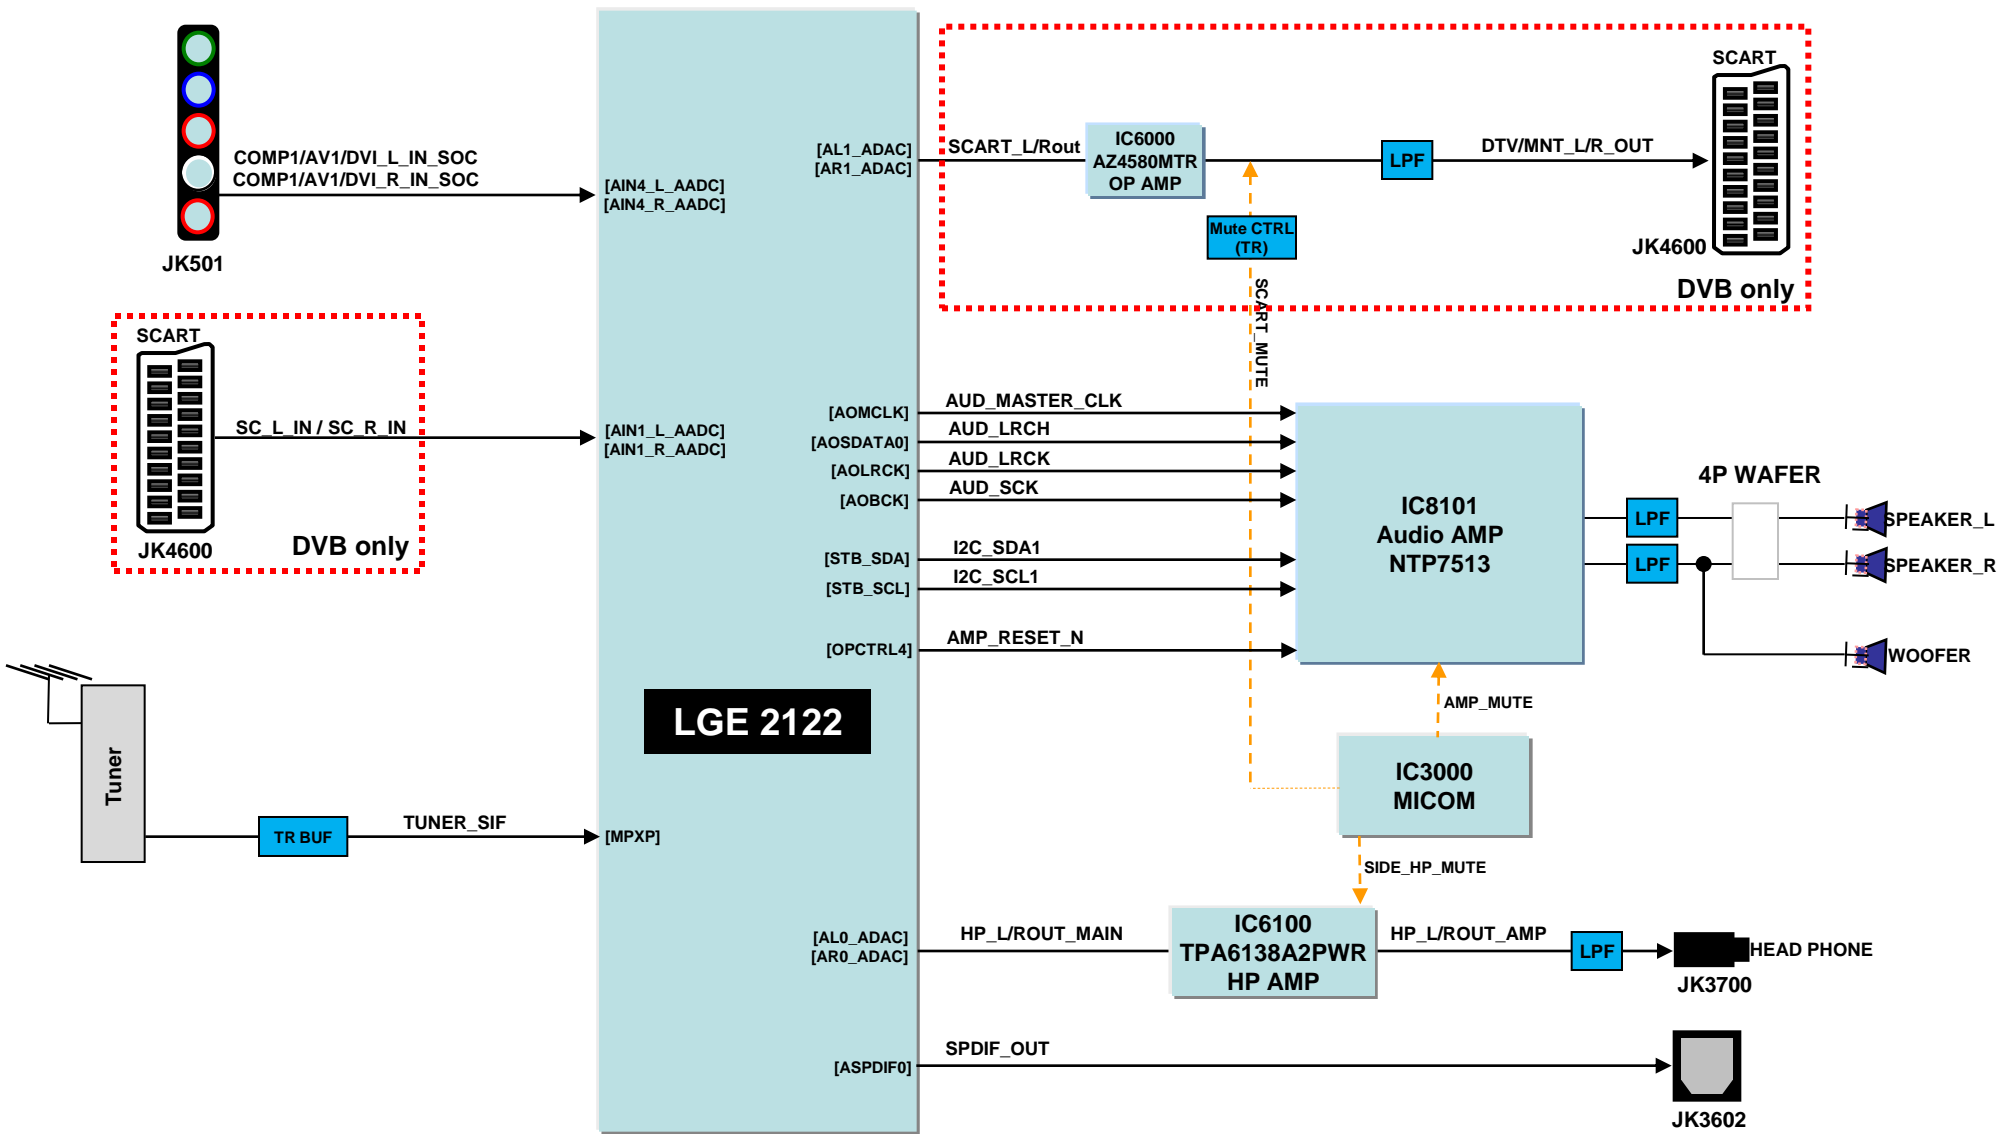 COMP1/AV1/DVI_L_IN_SOC
COMP1/AV1/DVI_R_IN_SOC
JK501
[AIN4_L_AADC]
[AIN4_R_AADC]
SCART
SC_L_IN / SC_R_IN
JK4600
DVB only
[AIN1_L_AADC]
[AIN1_R_AADC]
Tuner
TR BUF
TUNER_SIF
[MPXP]
LGE 2122
[AL1_ADAC]
[AR1_ADAC]
SCART_L/Rout
IC6000
AZ4580MTR
OP AMP
LPF
DTV/MNT_L/R_OUT
SCART
JK4600
DVB only
Mute CTRL
(TR)
SCART_MUTE
[AOMCLK]
AUD_MASTER_CLK
[AOSDATA0]
AUD_LRCH
[AOLRCK]
AUD_LRCK
[AOBCK]
AUD_SCK
[STB_SDA]
I2C_SDA1
[STB_SCL]
I2C_SCL1
[OPCTRL4]
AMP_RESET_N
IC8101
Audio AMP
NTP7513
4P WAFER
LPF
LPF
SPEAKER_L
SPEAKER_R
WOOFER
AMP_MUTE
IC3000
MICOM
SIDE_HP_MUTE
[AL0_ADAC]
[AR0_ADAC]
HP_L/ROUT_MAIN
IC6100
TPA6138A2PWR
HP AMP
HP_L/ROUT_AMP
LPF
HEAD PHONE
JK3700
[ASPDIF0]
SPDIF_OUT
JK3602